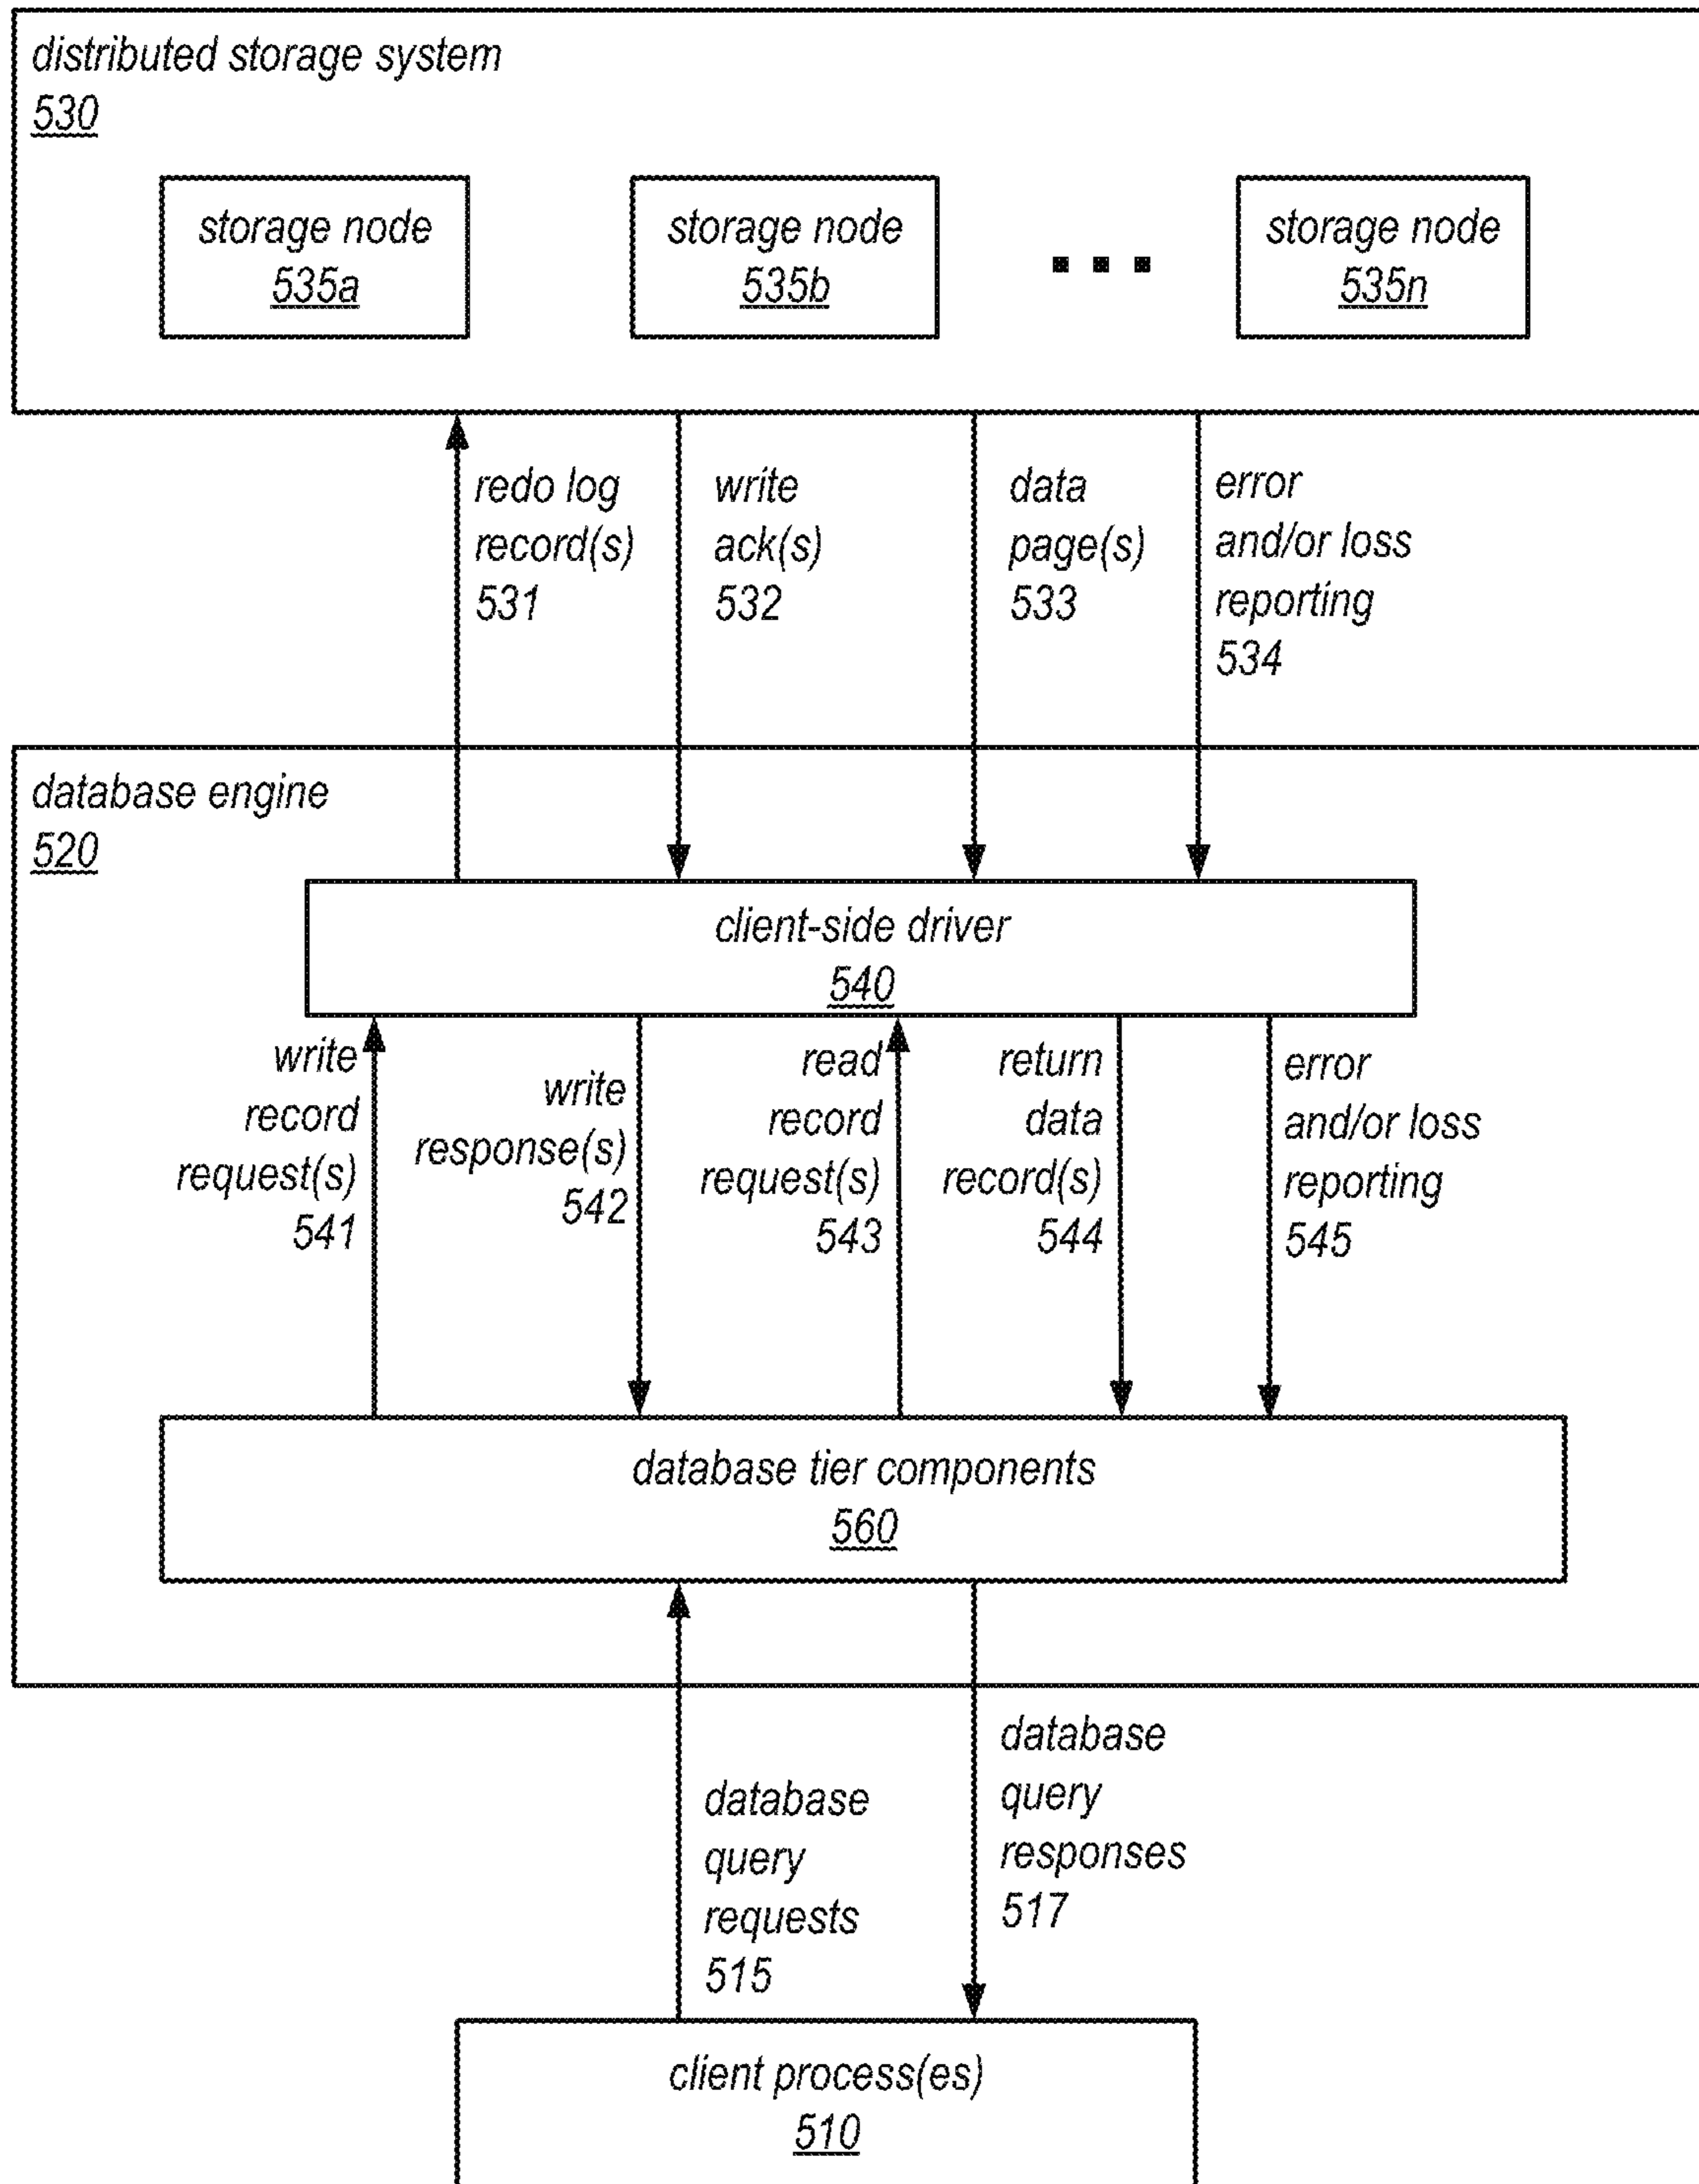 distributed storage system
530
storage node
535a
storage node
535b
storage node
535n
redo log
record(s)
531
write
ack(s)
532
data
page(s)
533
error
and/or loss
reporting
534
database engine
520
client-side driver
540
write
record
request(s)
541
write
response(s)
542
read
record
request(s)
543
return
data
record(s)
544
error
and/or loss
reporting
545
database tier components
560
database
query
requests
515
database
query
responses
517
client process(es)
510